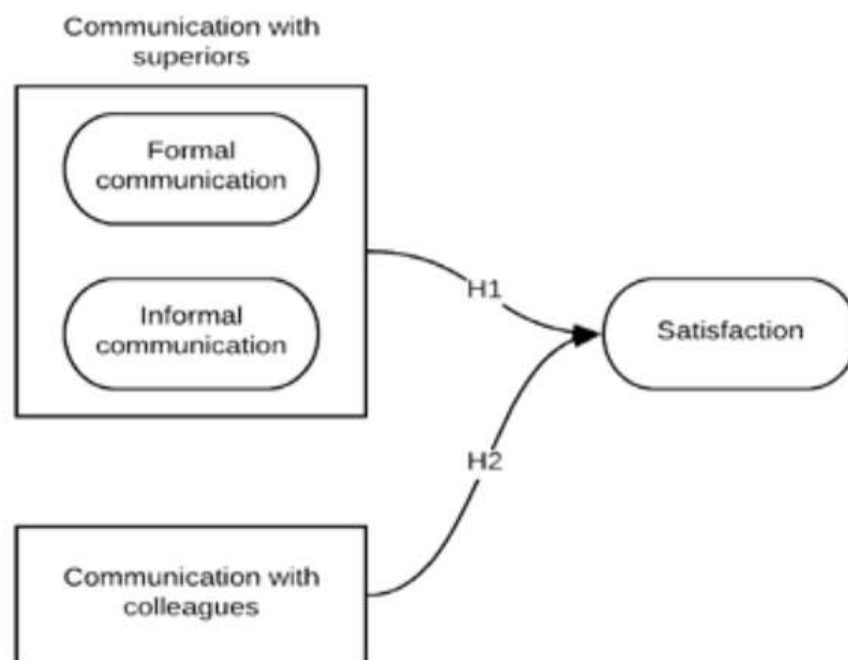 Communication with
superiors
Formal
communication
Informal
communication
H1
Satisfaction
H2
Communication with
colleagues